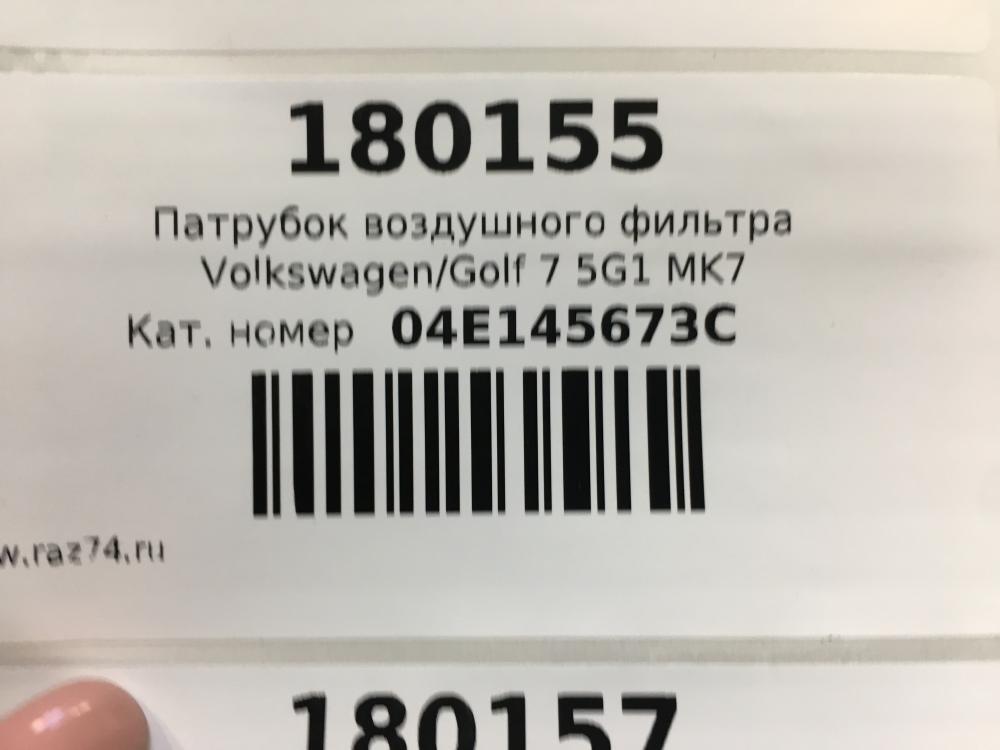 180155
Патрубок воздушного фильтра
Volkswagen/Golf 7 5G1 MK7
Кат. номер 04E145673C
w.raz74.ru
180157